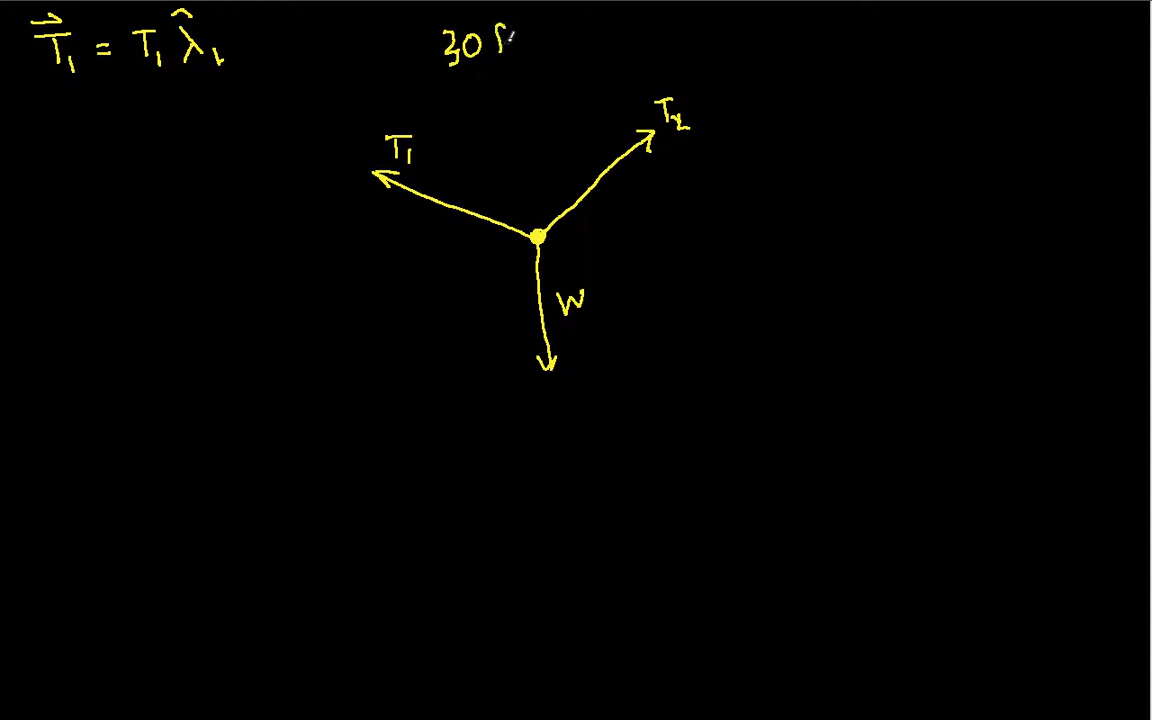 T⃗₁ = T₁ λ̂₁
30
T₂
T₁
W